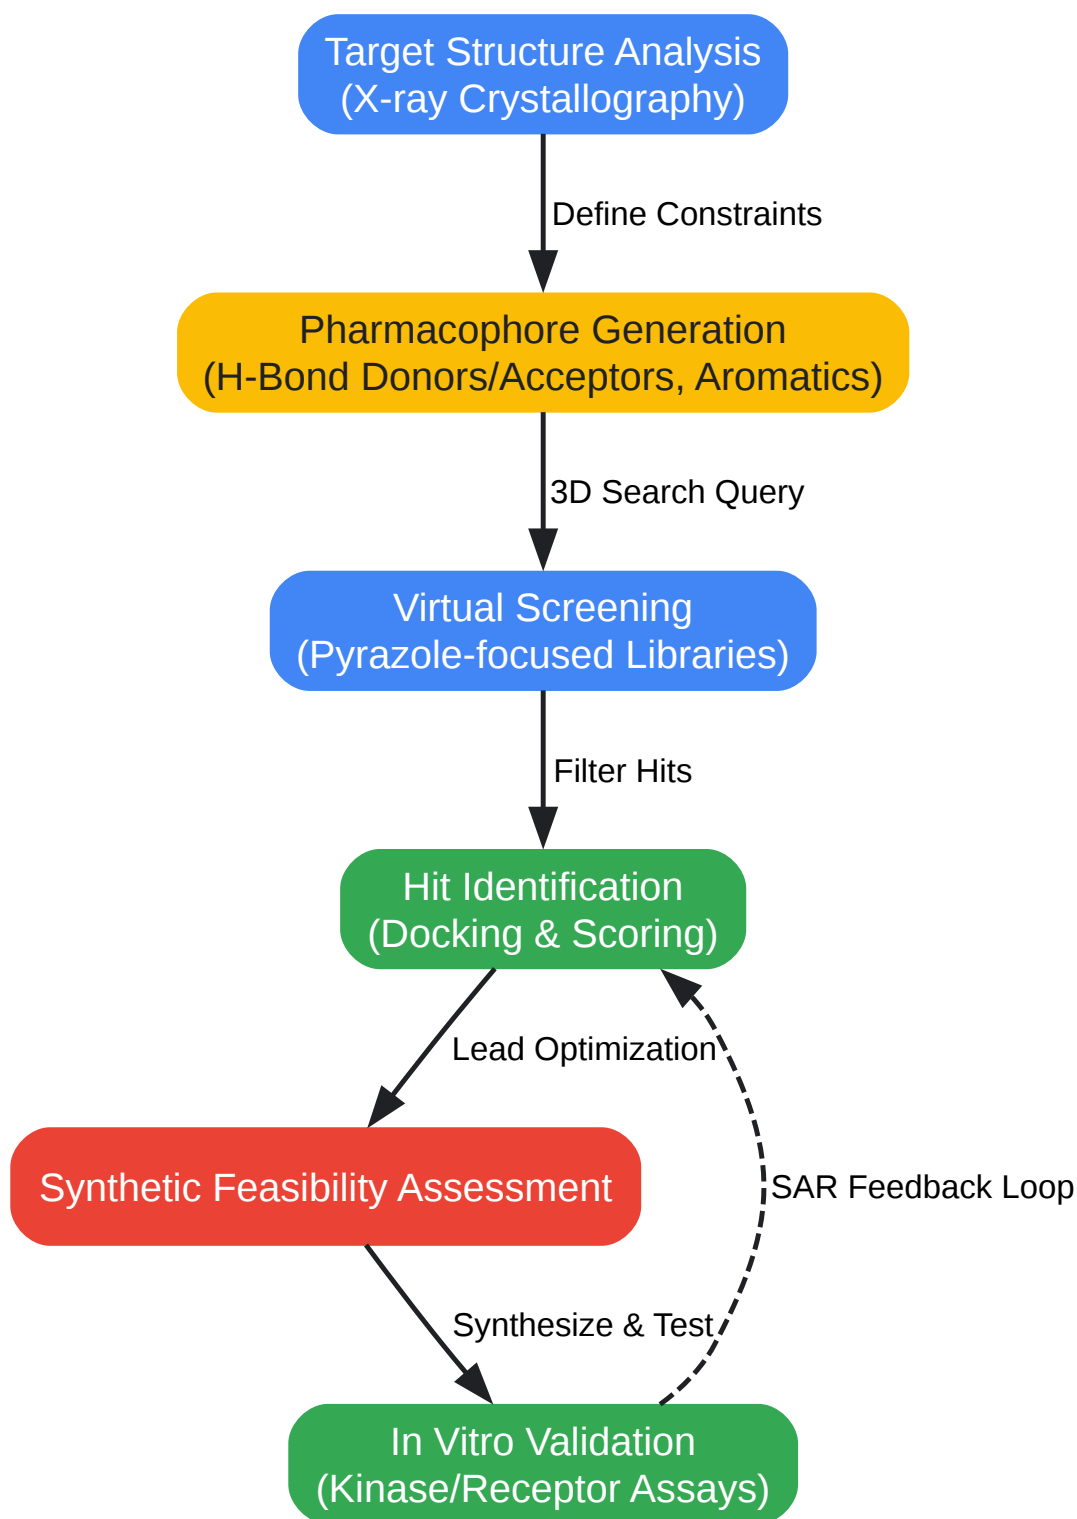 Target Structure Analysis
(X-ray Crystallography)
Define Constraints
Pharmacophore Generation
(H-Bond Donors/Acceptors, Aromatics)
3D Search Query
Virtual Screening
(Pyrazole-focused Libraries)
Filter Hits
Hit Identification
(Docking & Scoring)
Lead Optimization
Synthetic Feasibility Assessment
SAR Feedback Loop
Synthesize & Test
In Vitro Validation
(Kinase/Receptor Assays)